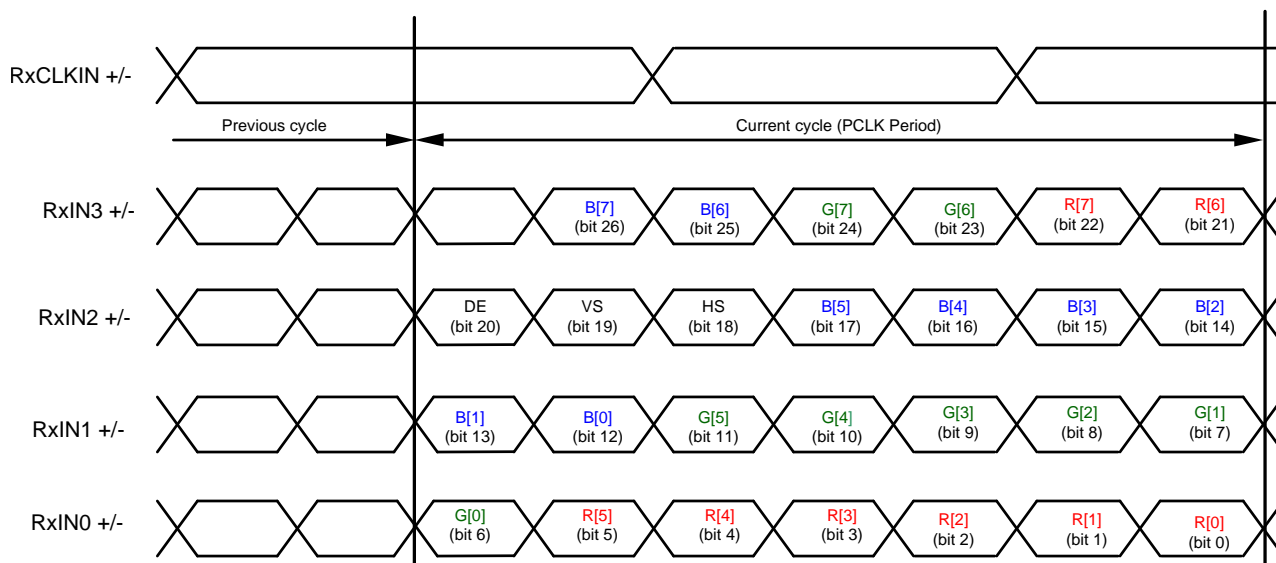 RxCLKIN +/-
Previous cycle
Current cycle (PCLK Period)
RxIN3 +/-
B[7]
(bit 26)
B[6]
(bit 25)
G[7]
(bit 24)
G[6]
(bit 23)
R[7]
(bit 22)
R[6]
(bit 21)
RxIN2 +/-
DE
(bit 20)
VS
(bit 19)
HS
(bit 18)
B[5]
(bit 17)
B[4]
(bit 16)
B[3]
(bit 15)
B[2]
(bit 14)
RxIN1 +/-
B[1]
(bit 13)
B[0]
(bit 12)
G[5]
(bit 11)
G[4]
(bit 10)
G[3]
(bit 9)
G[2]
(bit 8)
G[1]
(bit 7)
RxIN0 +/-
G[0]
(bit 6)
R[5]
(bit 5)
R[4]
(bit 4)
R[3]
(bit 3)
R[2]
(bit 2)
R[1]
(bit 1)
R[0]
(bit 0)